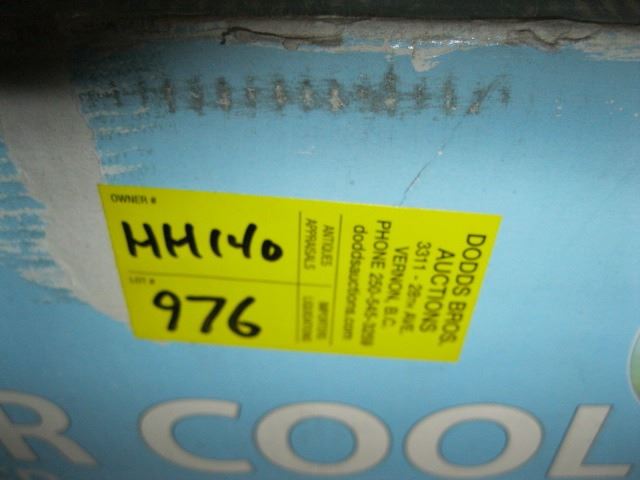 OWNER #
HH140
LOT #
976
ANTIQUES
APPRAISALS
IMPORTERS
LIQUIDATIONS
DODDS BROS.
AUCTIONS
3311 - 28TH AVE.
VERNON, B.C.
PHONE 250-545-3259
doddsauctions.com
R COOL